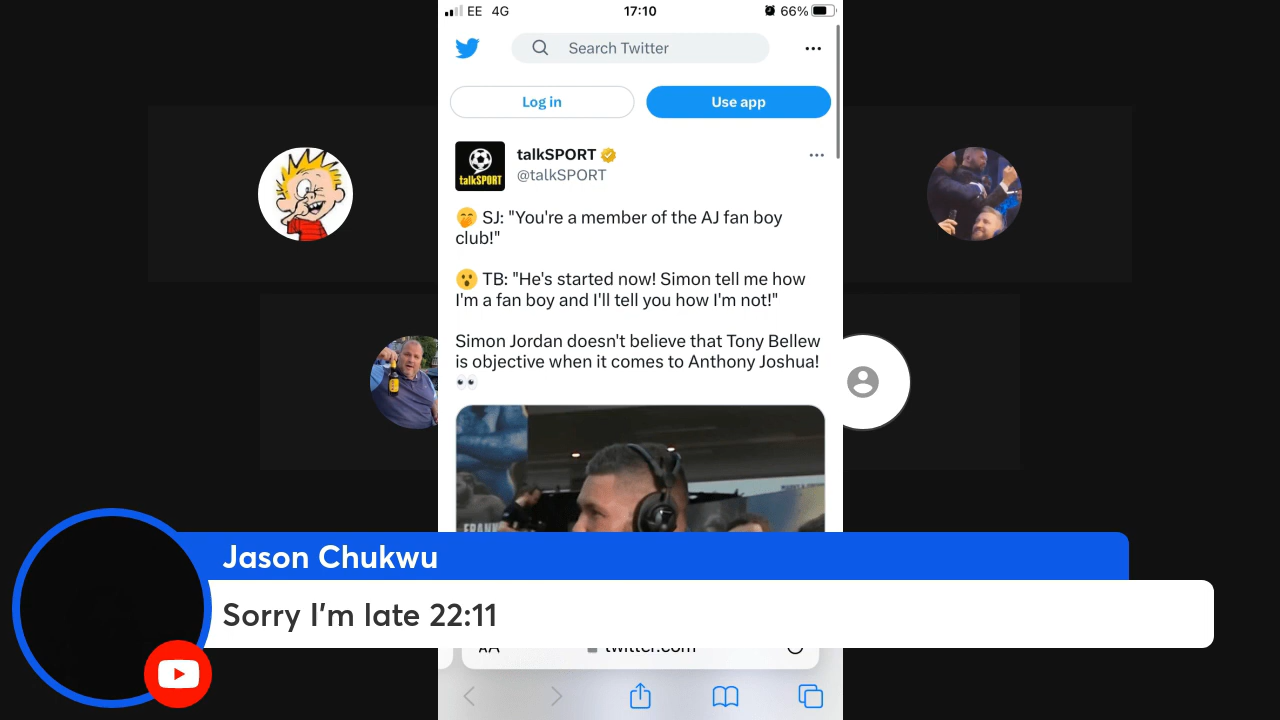 EE 4G 17:10 66%
Search Twitter
Log in
Use app
talkSPORT
talkSPORT
@talkSPORT
🤭 SJ: "You're a member of the AJ fan boy
club!"
😮 TB: "He's started now! Simon tell me how
I'm a fan boy and I'll tell you how I'm not!"
Simon Jordan doesn't believe that Tony Bellew
is objective when it comes to Anthony Joshua!
👀
FRANK
Jason Chukwu
Sorry I'm late 22:11
AA twitter.com